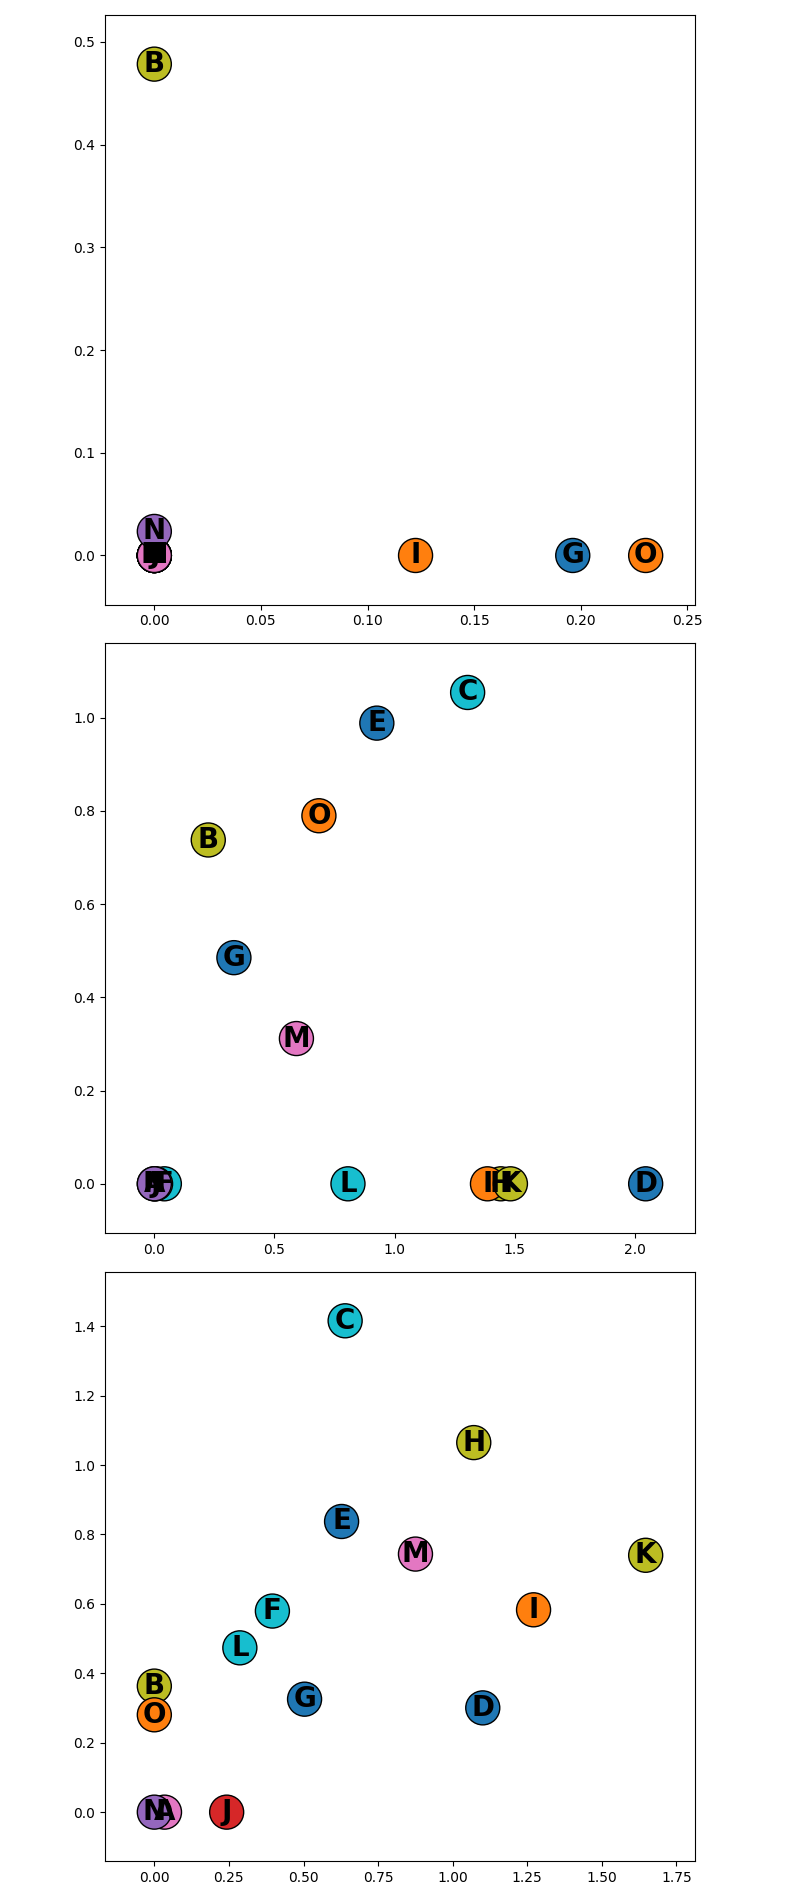 0.5
B
0.4
0.3
0.2
0.1
N
0.0 J I G O
0.00 0.05 0.10 0.15 0.20 0.25
C
1.0 E
0.8 O
B
0.6
G
0.4
M
0.2
0.0 F L I H K D
0.0 0.5 1.0 1.5 2.0
1.4 C
1.2
H
1.0
0.8 E M K
0.6 F I
L
0.4 B
G D
O
0.2
0.0 N A J
0.00 0.25 0.50 0.75 1.00 1.25 1.50 1.75